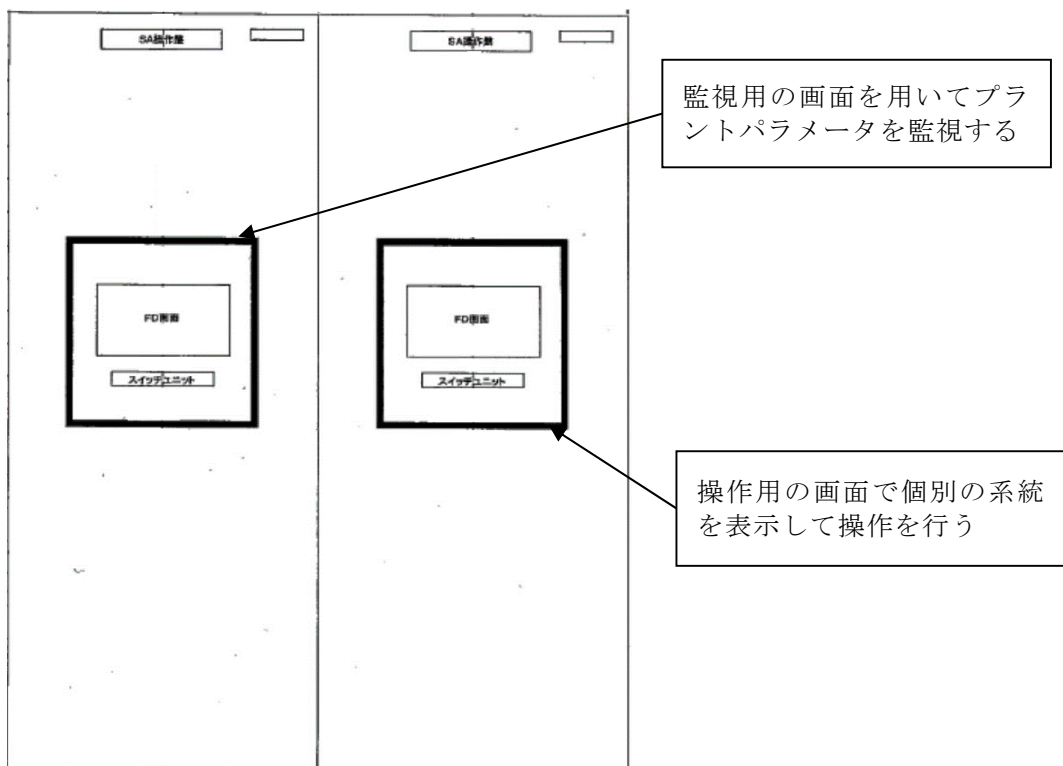 SA操作盤
SA操作盤
監視用の画面を用いてプラ
ントパラメータを監視する
FD画面
FD画面
スイッチユニット
スイッチユニット
操作用の画面で個別の系統
を表示して操作を行う